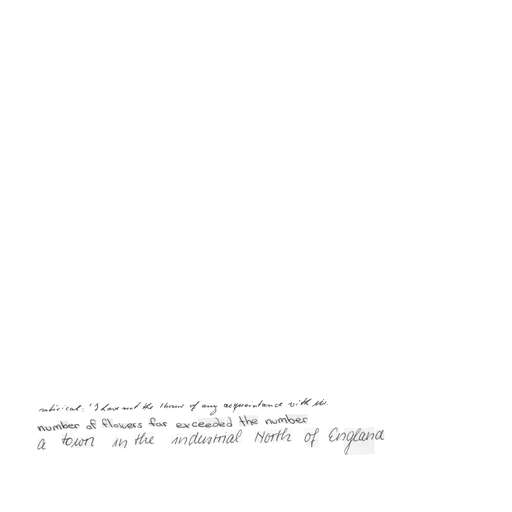 satirical: 'I have not the honour of any acquaintance with its
number of flowers far exceeded the number
a town in the industrial North of England